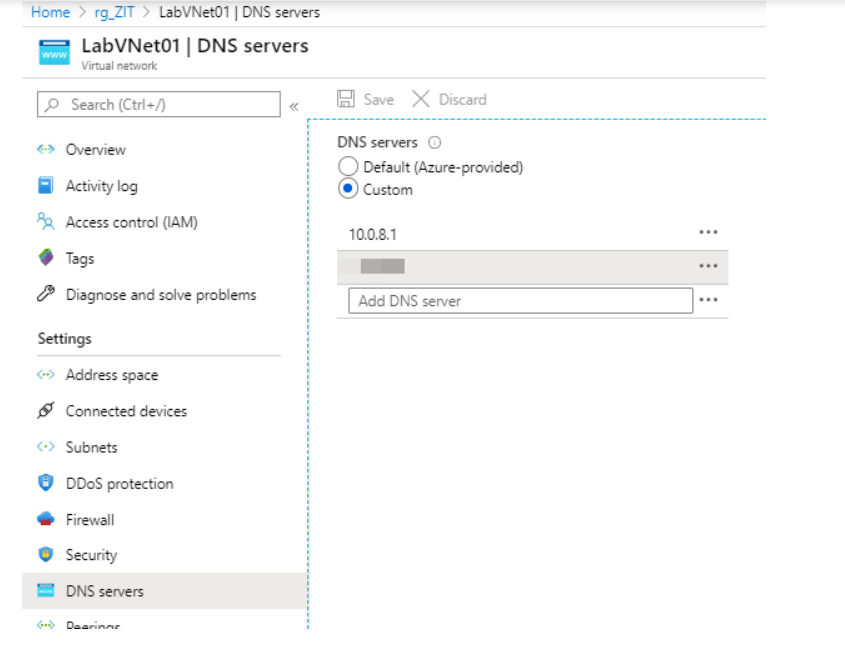 Home > rg_ZIT > LabVNet01 | DNS servers
www
LabVNet01 | DNS servers
Virtual network
Search (Ctrl+/)
«
Save
Discard
Overview
Activity log
Access control (IAM)
Tags
Diagnose and solve problems
Settings
Address space
Connected devices
Subnets
DDoS protection
Firewall
Security
DNS servers
Peerings
DNS servers
Default (Azure-provided)
Custom
10.0.8.1
Add DNS server